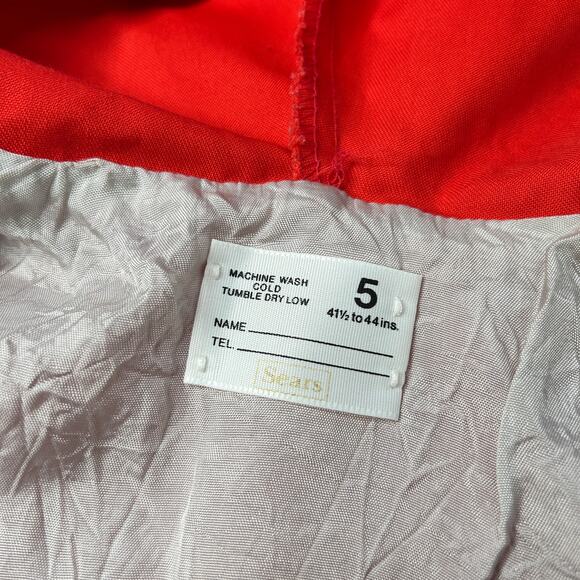 MACHINE WASH
COLD
TUMBLE DRY LOW
5
41½ to 44 ins.
NAME
TEL.
Sears